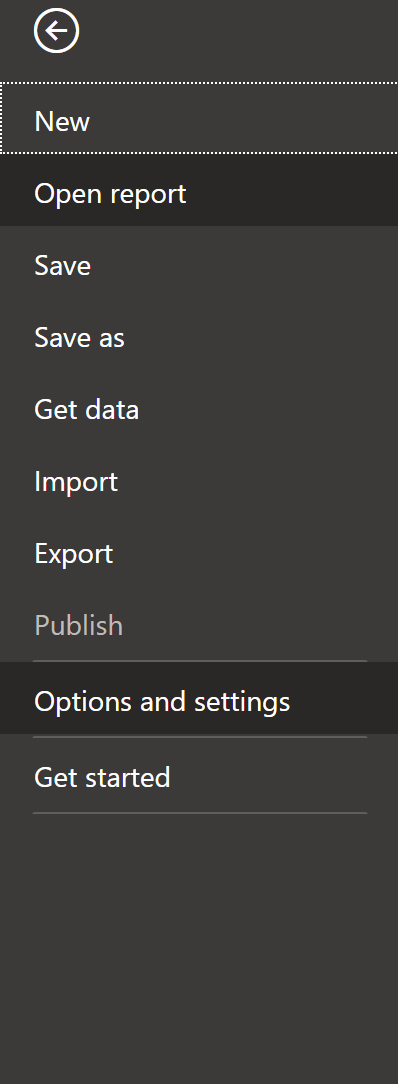 New
Open report
Save
Save as
Get data
Import
Export
Publish
Options and settings
Get started